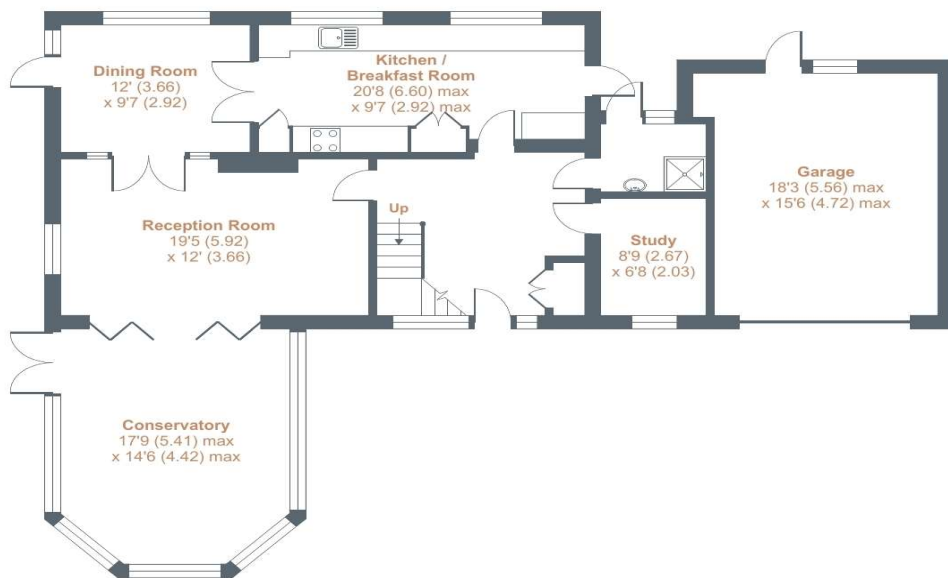 Dining Room
12' (3.66)
x 9'7 (2.92)
Kitchen /
Breakfast Room
20'8 (6.60) max
x 9'7 (2.92) max
Garage
18'3 (5.56) max
x 15'6 (4.72) max
Reception Room
19'5 (5.92)
x 12' (3.66)
Up
Study
8'9 (2.67)
x 6'8 (2.03)
Conservatory
17'9 (5.41) max
x 14'6 (4.42) max